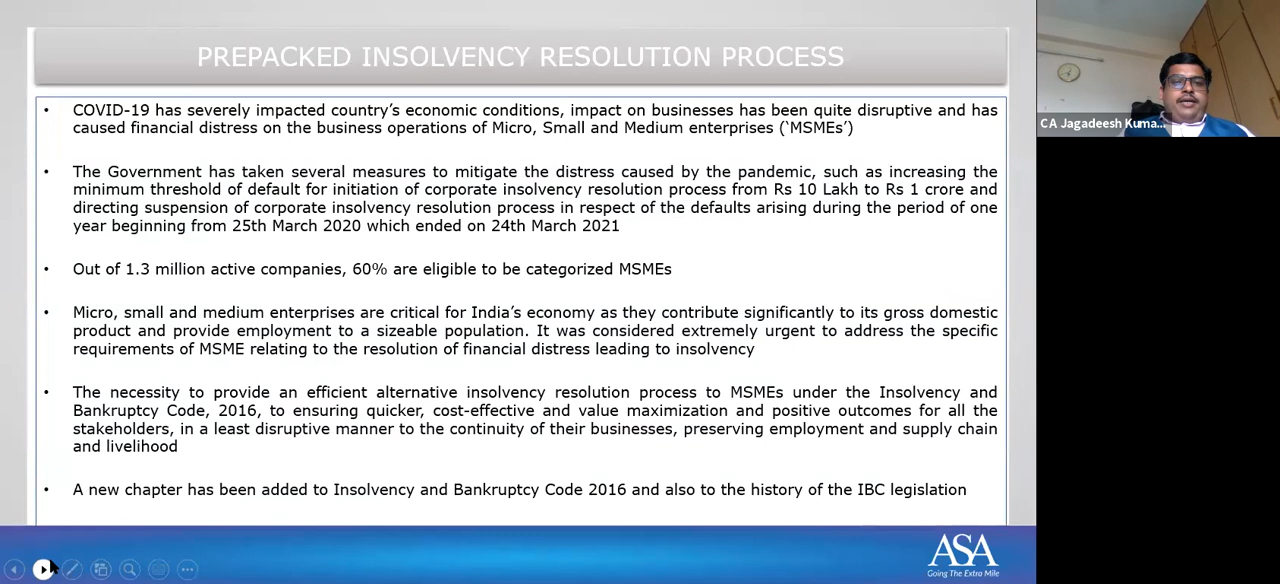 PREPACKED INSOLVENCY RESOLUTION PROCESS
• COVID-19 has severely impacted country's economic conditions, impact on businesses has been quite disruptive and has
caused financial distress on the business operations of Micro, Small and Medium enterprises (‵MSMEs′)
• The Government has taken several measures to mitigate the distress caused by the pandemic, such as increasing the
minimum threshold of default for initiation of corporate insolvency resolution process from Rs 10 Lakh to Rs 1 crore and
directing suspension of corporate insolvency resolution process in respect of the defaults arising during the period of one
year beginning from 25th March 2020 which ended on 24th March 2021
• Out of 1.3 million active companies, 60% are eligible to be categorized MSMEs
• Micro, small and medium enterprises are critical for India's economy as they contribute significantly to its gross domestic
product and provide employment to a sizeable population. It was considered extremely urgent to address the specific
requirements of MSME relating to the resolution of financial distress leading to insolvency
• The necessity to provide an efficient alternative insolvency resolution process to MSMEs under the Insolvency and
Bankruptcy Code, 2016, to ensuring quicker, cost-effective and value maximization and positive outcomes for all the
stakeholders, in a least disruptive manner to the continuity of their businesses, preserving employment and supply chain
and livelihood
• A new chapter has been added to Insolvency and Bankruptcy Code 2016 and also to the history of the IBC legislation
ASA
Going The Extra Mile
CA Jagadeesh Kuma...